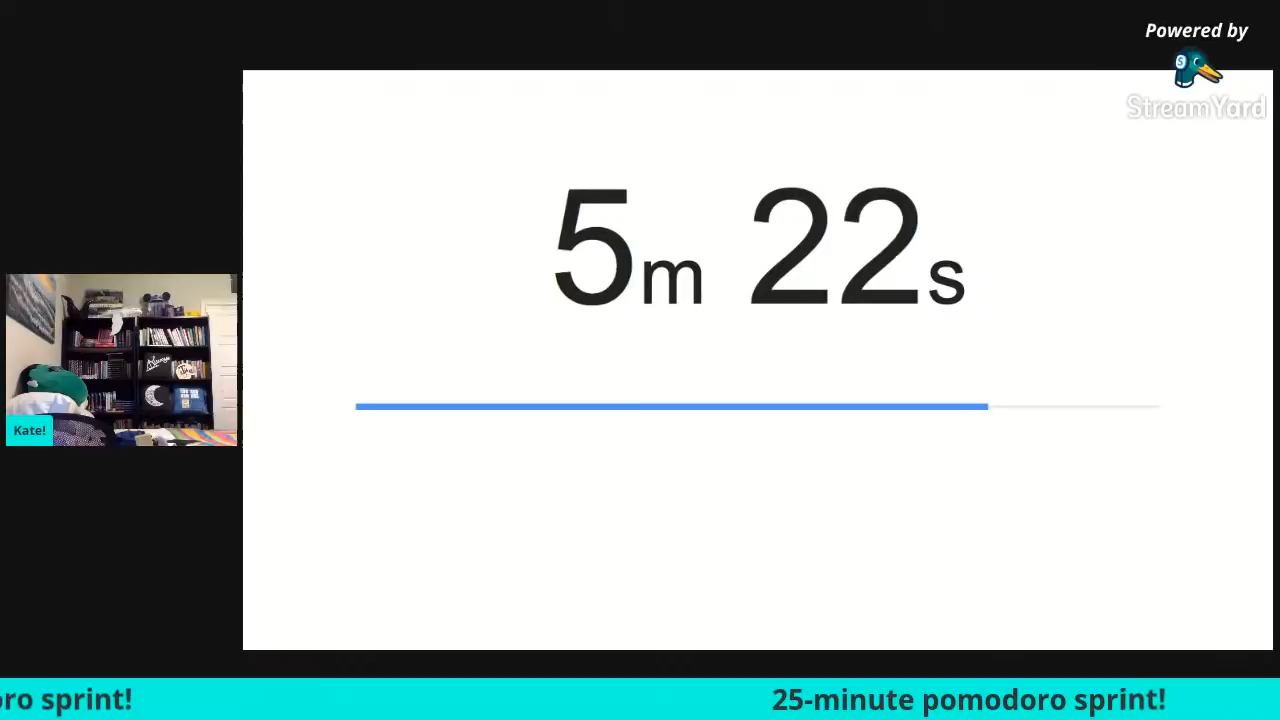 Powered by
StreamYard
5m 22s
Kate!
oro sprint!
25-minute pomodoro sprint!